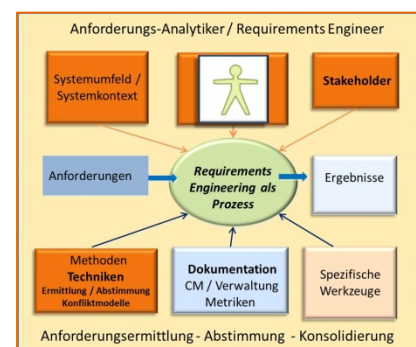 Anforderungs-Analytiker / Requirements Engineer
Systemumfeld /
Systemkontext
Stakeholder
Anforderungen
Requirements
Engineering als
Prozess
Ergebnisse
Methoden
Techniken
Ermittlung / Abstimmung
Konfliktmodelle
Dokumentation
CM / Verwaltung
Metriken
Spezifische
Werkzeuge
Anforderungsermittlung - Abstimmung - Konsolidierung